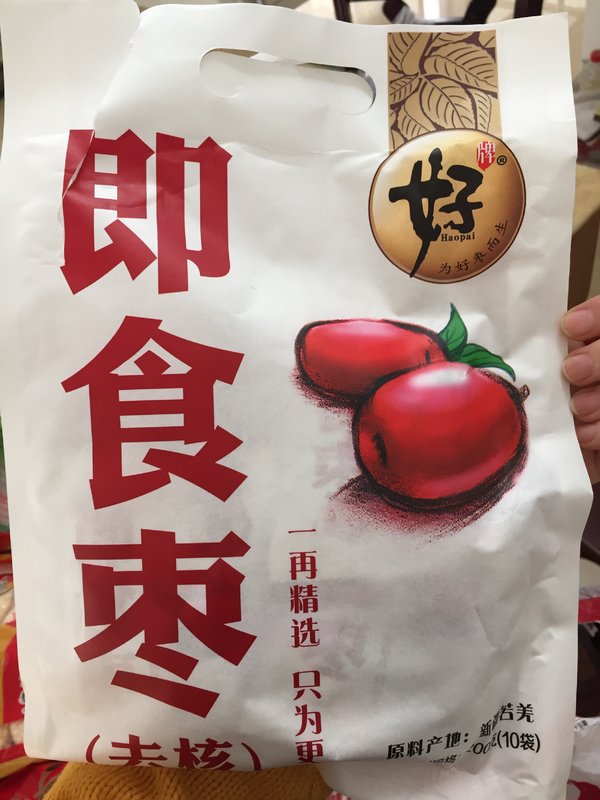 好
牌
®
Haopai
为好枣而生
即食枣
(去核)
一再精选 只为更
原料产地：新疆若羌
(10袋)